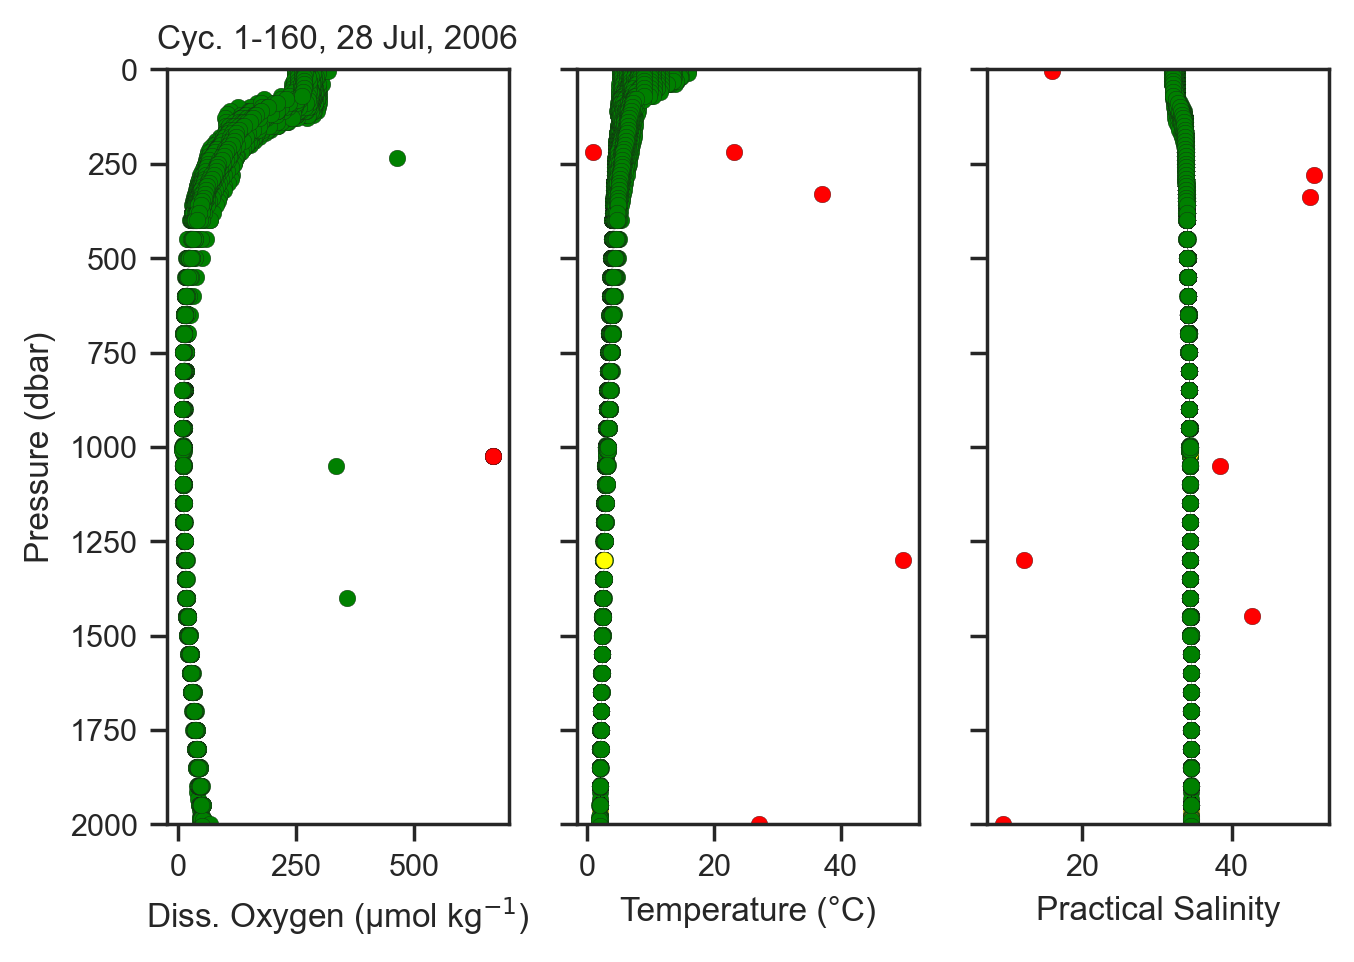 Cyc. 1-160, 28 Jul, 2006
0
250
500
750
1000
1250
1500
1750
2000
Pressure (dbar)
0 250 500
0 20 40
20 40
Diss. Oxygen (µmol kg⁻¹)
Temperature (°C)
Practical Salinity